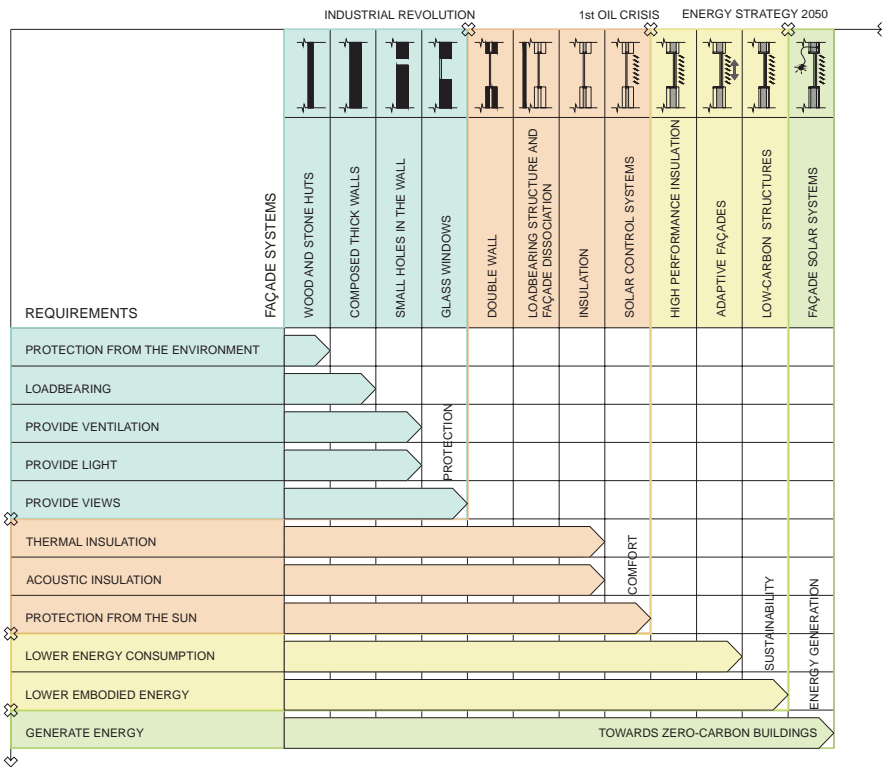 INDUSTRIAL REVOLUTION
1st OIL CRISIS
ENERGY STRATEGY 2050
REQUIREMENTS
FAÇADE SYSTEMS
WOOD AND STONE HUTS
COMPOSED THICK WALLS
SMALL HOLES IN THE WALL
GLASS WINDOWS
DOUBLE WALL
LOADBEARING STRUCTURE AND
FAÇADE DISSOCIATION
INSULATION
SOLAR CONTROL SYSTEMS
HIGH PERFORMANCE INSULATION
ADAPTIVE FAÇADES
LOW-CARBON STRUCTURES
FAÇADE SOLAR SYSTEMS
PROTECTION FROM THE ENVIRONMENT
LOADBEARING
PROVIDE VENTILATION
PROVIDE LIGHT
PROVIDE VIEWS
PROTECTION
THERMAL INSULATION
ACOUSTIC INSULATION
PROTECTION FROM THE SUN
COMFORT
LOWER ENERGY CONSUMPTION
LOWER EMBODIED ENERGY
SUSTAINABILITY
GENERATE ENERGY
TOWARDS ZERO-CARBON BUILDINGS
ENERGY GENERATION